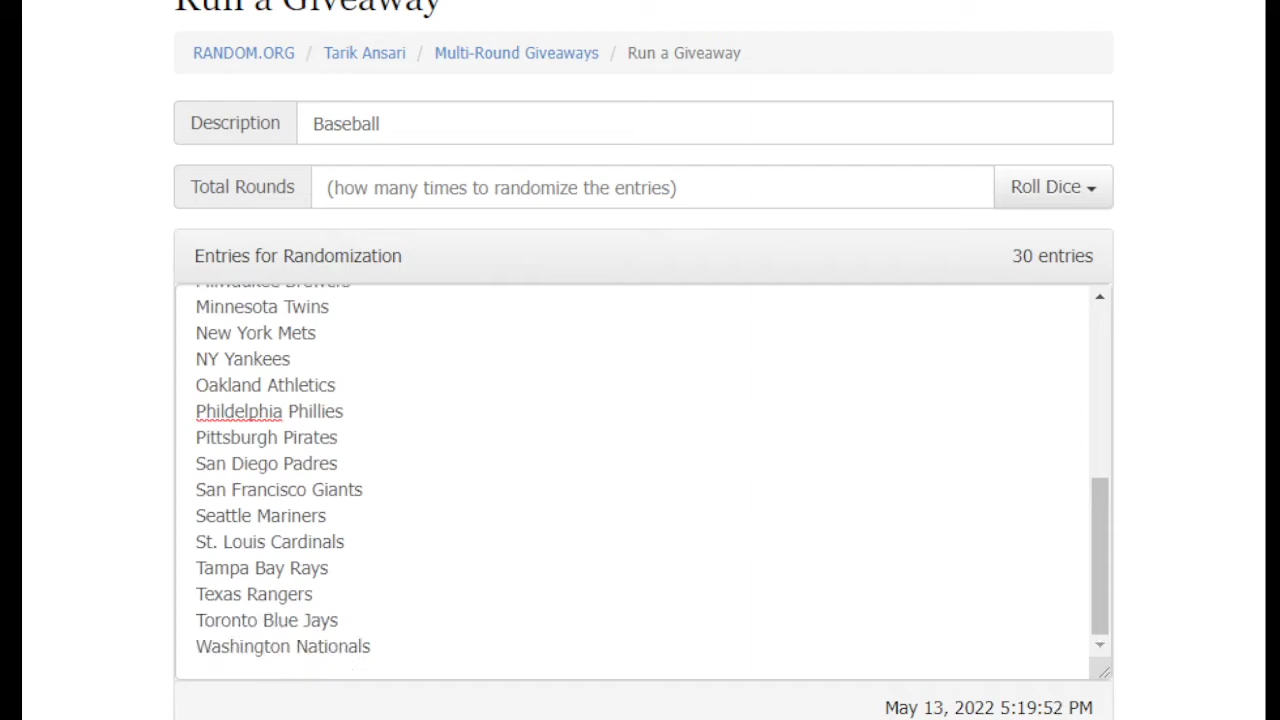 Run a Giveaway
RANDOM.ORG / Tarik Ansari / Multi-Round Giveaways / Run a Giveaway
Description Baseball
Total Rounds (how many times to randomize the entries) Roll Dice
Entries for Randomization 30 entries
Milwaukee Brewers
Minnesota Twins
New York Mets
NY Yankees
Oakland Athletics
Phildelphia Phillies
Pittsburgh Pirates
San Diego Padres
San Francisco Giants
Seattle Mariners
St. Louis Cardinals
Tampa Bay Rays
Texas Rangers
Toronto Blue Jays
Washington Nationals
May 13, 2022 5:19:52 PM